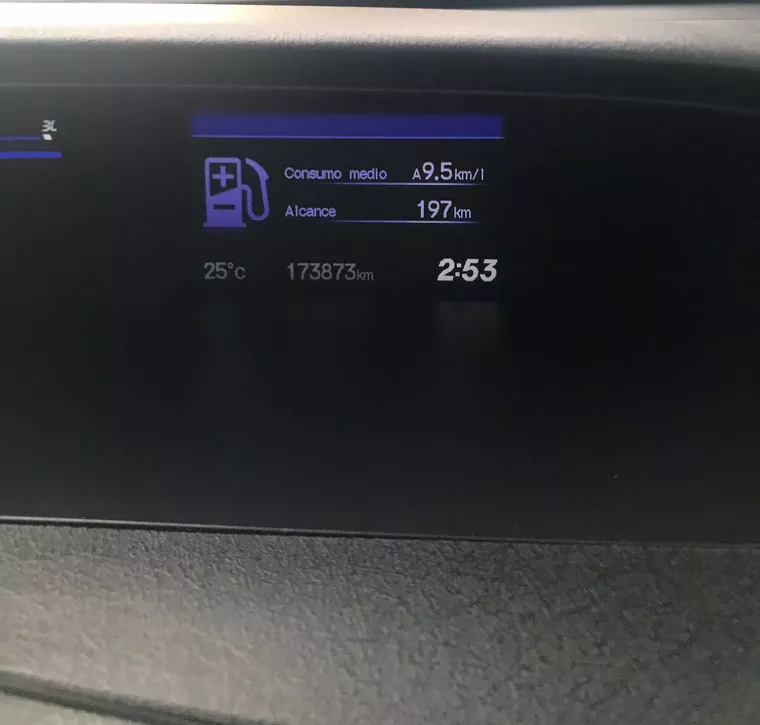 Consumo medio A9.5km/l
Alcance 197km
25°C 173873km 2:53